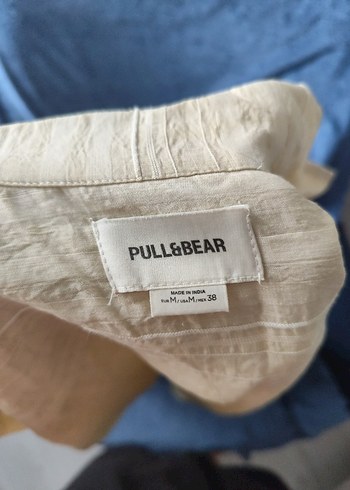 PULL&BEAR
MADE IN INDIA
EUR M/USA M/MEX 38